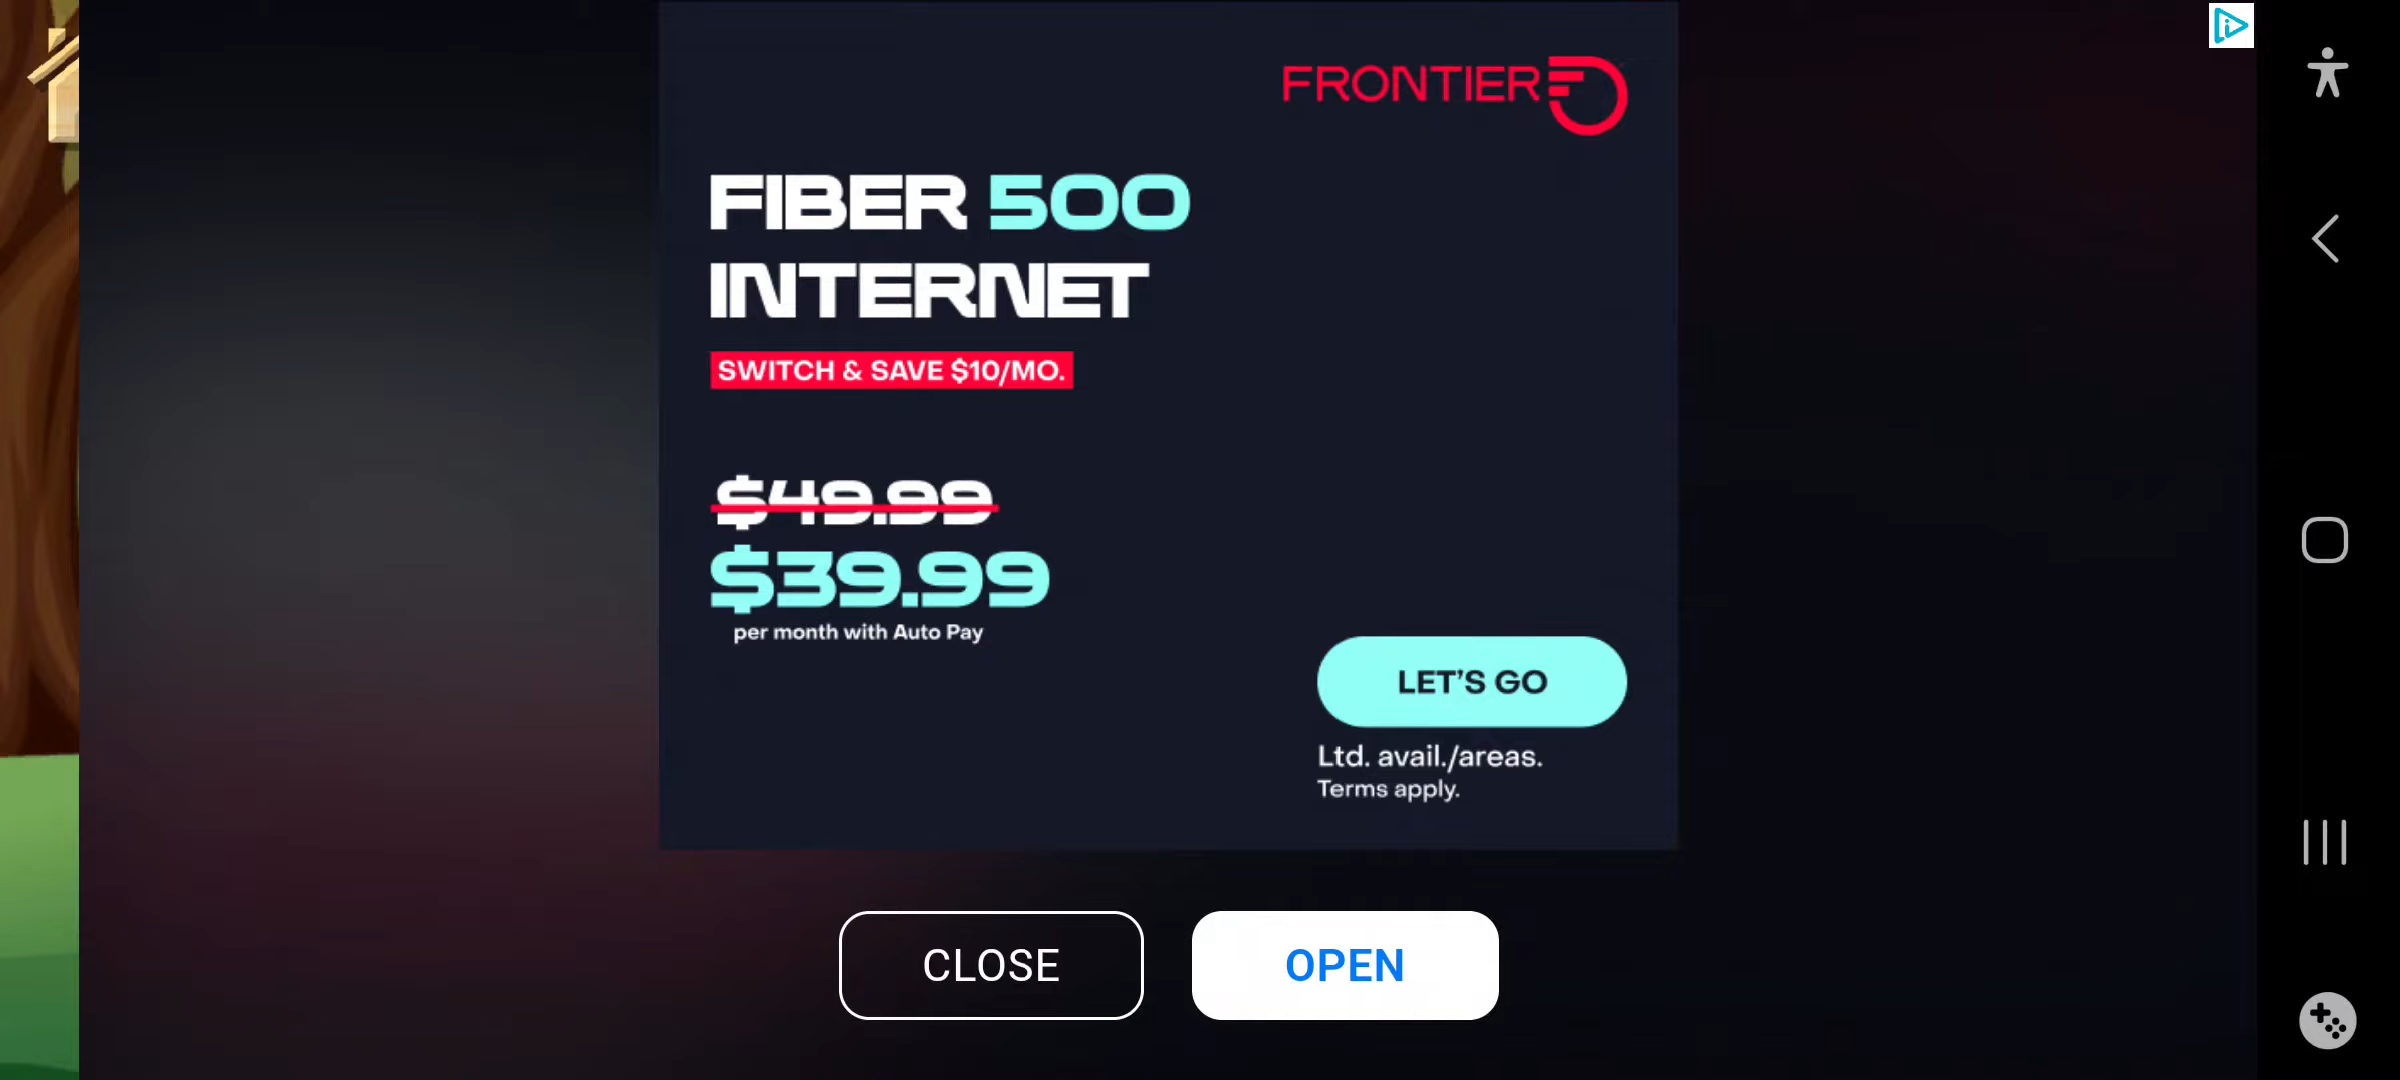 FRONTIER
FIBER 500
INTERNET
SWITCH & SAVE $10/MO.
$49.99
$39.99
per month with Auto Pay
LET'S GO
Ltd. avail./areas.
Terms apply.
CLOSE
OPEN